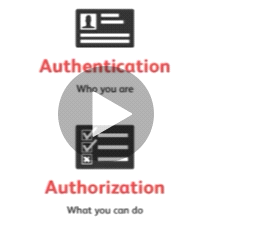 Authentication
Who you are
Authorization
What you can do